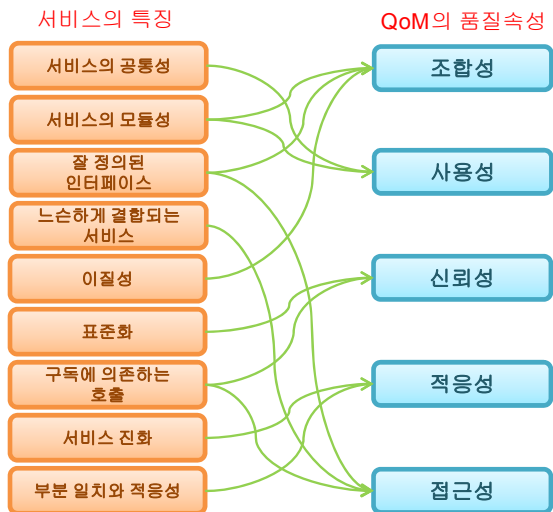 서비스의 특징
QoM의 품질속성
서비스의 공통성
서비스의 모듈성
잘 정의된
인터페이스
느슨하게 결합되는
서비스
이질성
표준화
구독에 의존하는
호출
서비스 진화
부분 일치와 적응성
조합성
사용성
신뢰성
적응성
접근성